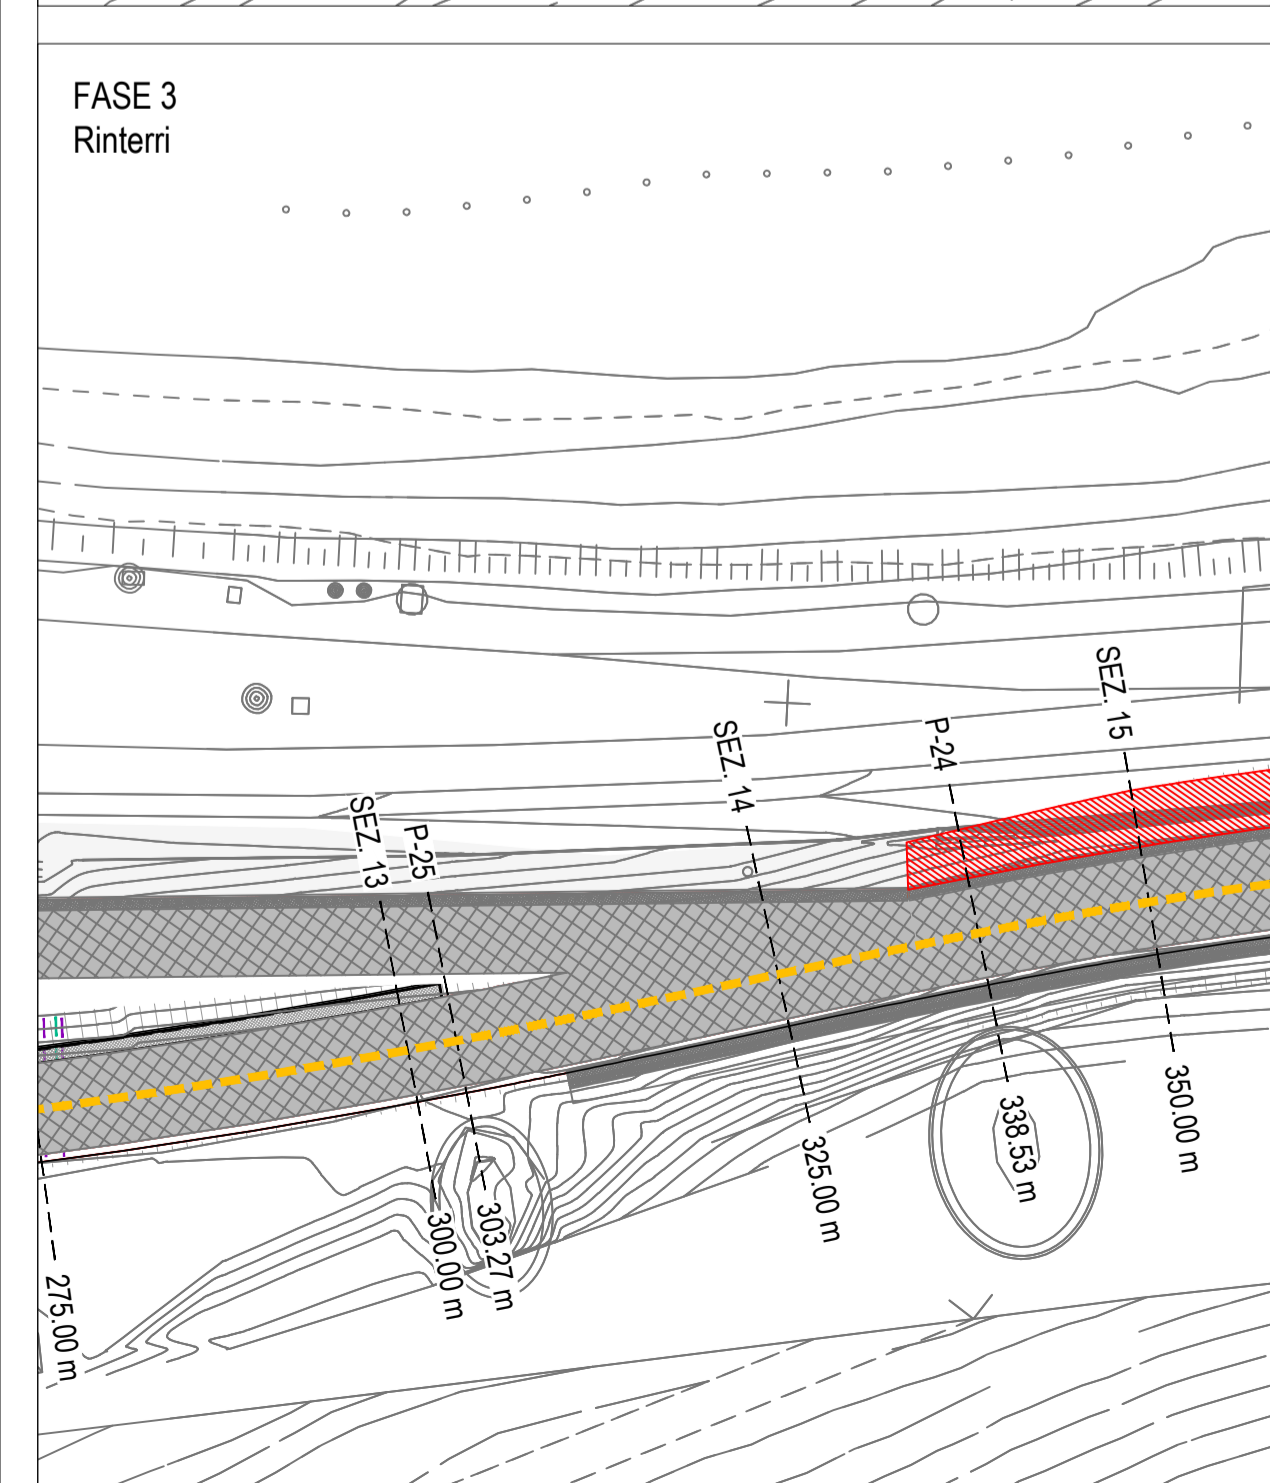 FASE 3
Rinterri
SEZ. 15
P-24
SEZ. 14
SEZ. 13
P-25
350.00 m
338.53 m
325.00 m
303.27 m
300.00 m
275.00 m